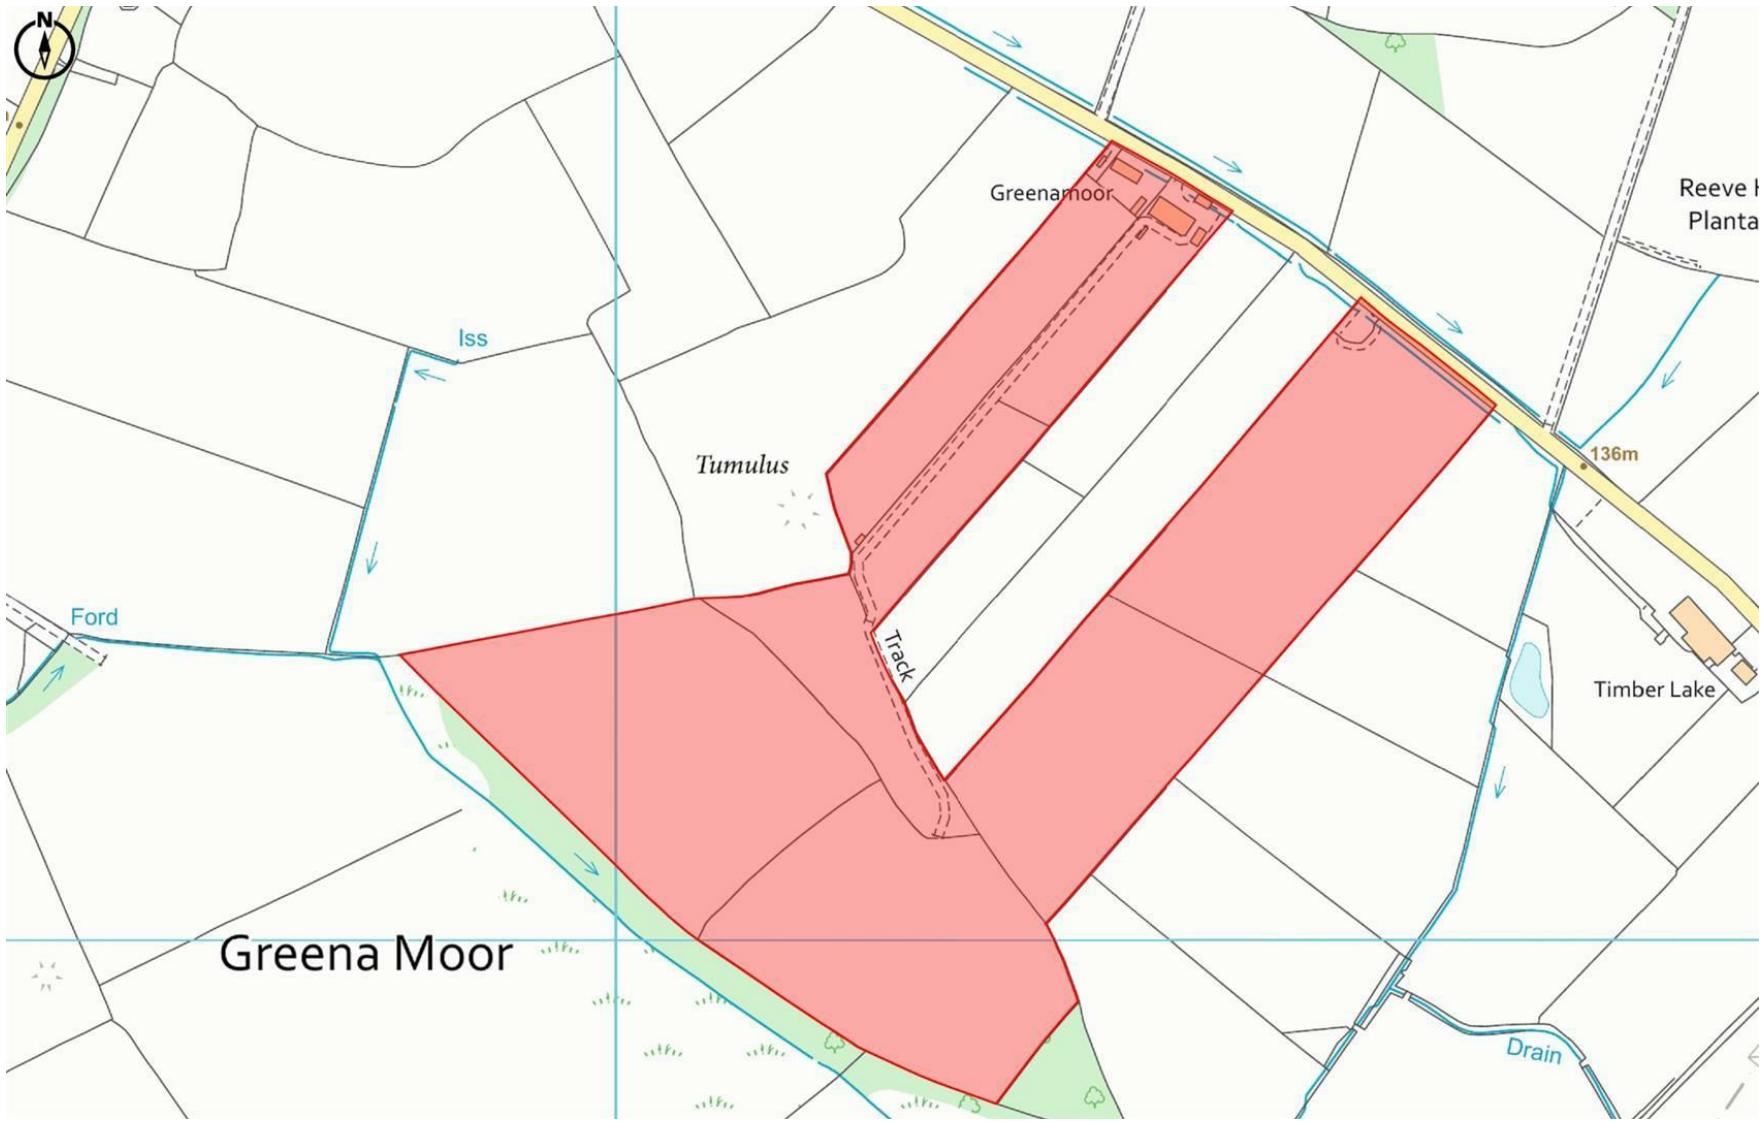 N
Greenamoor
Reeve H
Planta
Iss
Tumulus
136m
Ford
Track
Timber Lake
Greena Moor
Drain